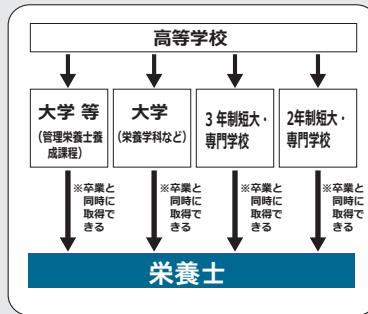 高等学校
大学 等
(管理栄養士養
成課程)
大学
(栄養学科など)
3年制短大・
専門学校
2年制短大・
専門学校
※卒業と
同時に
取得で
きる
※卒業と
同時に
取得で
きる
※卒業と
同時に
取得で
きる
※卒業と
同時に
取得で
きる
栄養士